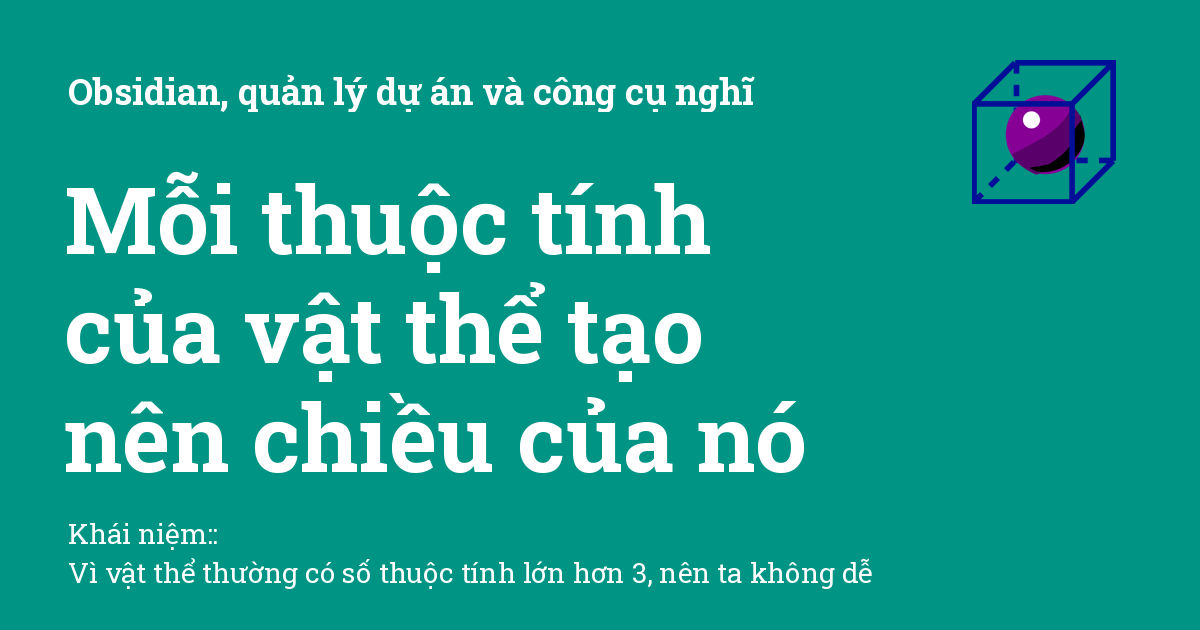 Obsidian, quản lý dự án và công cụ nghĩ
Mỗi thuộc tính
của vật thể tạo
nên chiều của nó
Khái niệm::
Vì vật thể thường có số thuộc tính lớn hơn 3, nên ta không dễ